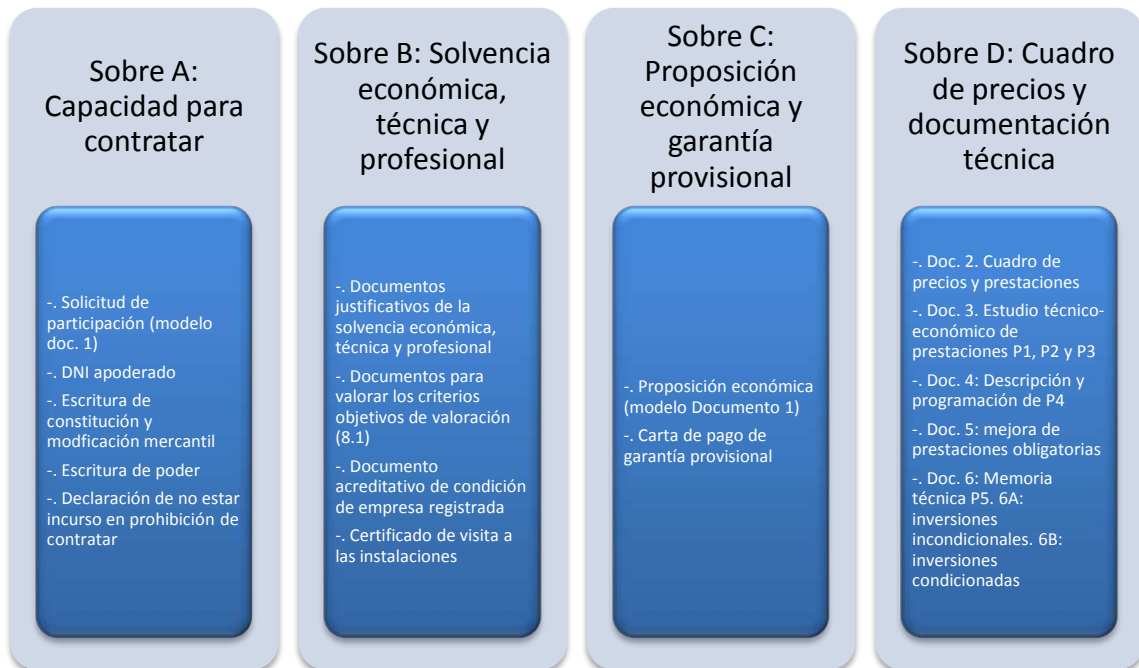 Sobre A:
Capacidad para
contratar
-. Solicitud de
participación (modelo
doc. 1)
-. DNI apoderado
-. Escritura de
constitución y
modficación mercantil
-. Escritura de poder
-. Declaración de no estar
incurso en prohibición de
contratar
Sobre B: Solvencia
económica,
técnica y
profesional
-. Documentos
justificativos de la
solvencia económica,
técnica y profesional
-. Documentos para
valorar los criterios
objetivos de valoración
(8.1)
-. Documento
acreditativo de condición
de empresa registrada
-. Certificado de visita a
las instalaciones
Sobre C:
Proposición
económica y
garantía
provisional
-. Proposición económica
(modelo Documento 1)
-. Carta de pago de
garantía provisional
Sobre D: Cuadro
de precios y
documentación
técnica
-. Doc. 2. Cuadro de
precios y prestaciones
-. Doc. 3. Estudio técnico-
económico de
prestaciones P1, P2 y P3
-. Doc. 4: Descripción y
programación de P4
-. Doc. 5: mejora de
prestaciones obligatorias
-. Doc. 6: Memoria
técnica P5. 6A:
inversiones
incondicionales. 6B:
inversiones
condicionadas